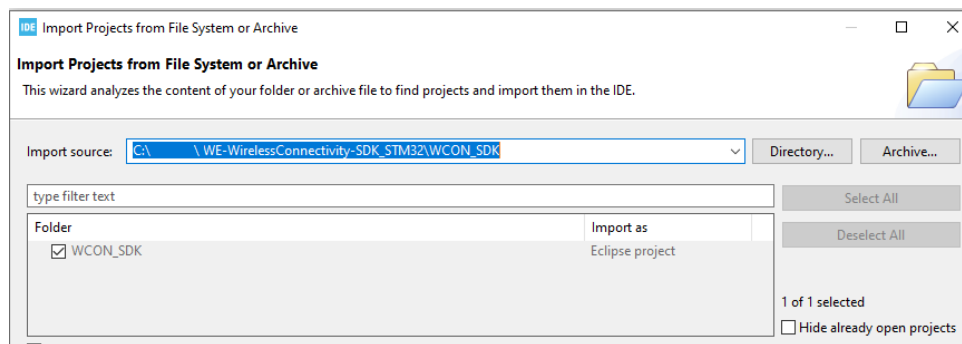 IDE Import Projects from File System or Archive
Import Projects from File System or Archive
This wizard analyzes the content of your folder or archive file to find projects and import them in the IDE.
Import source: C:\ \ WE-WirelessConnectivity-SDK_STM32\WCON_SDK Directory... Archive...
type filter text Select All
Folder Import as
Deselect All
WCON_SDK Eclipse project
1 of 1 selected
Hide already open projects